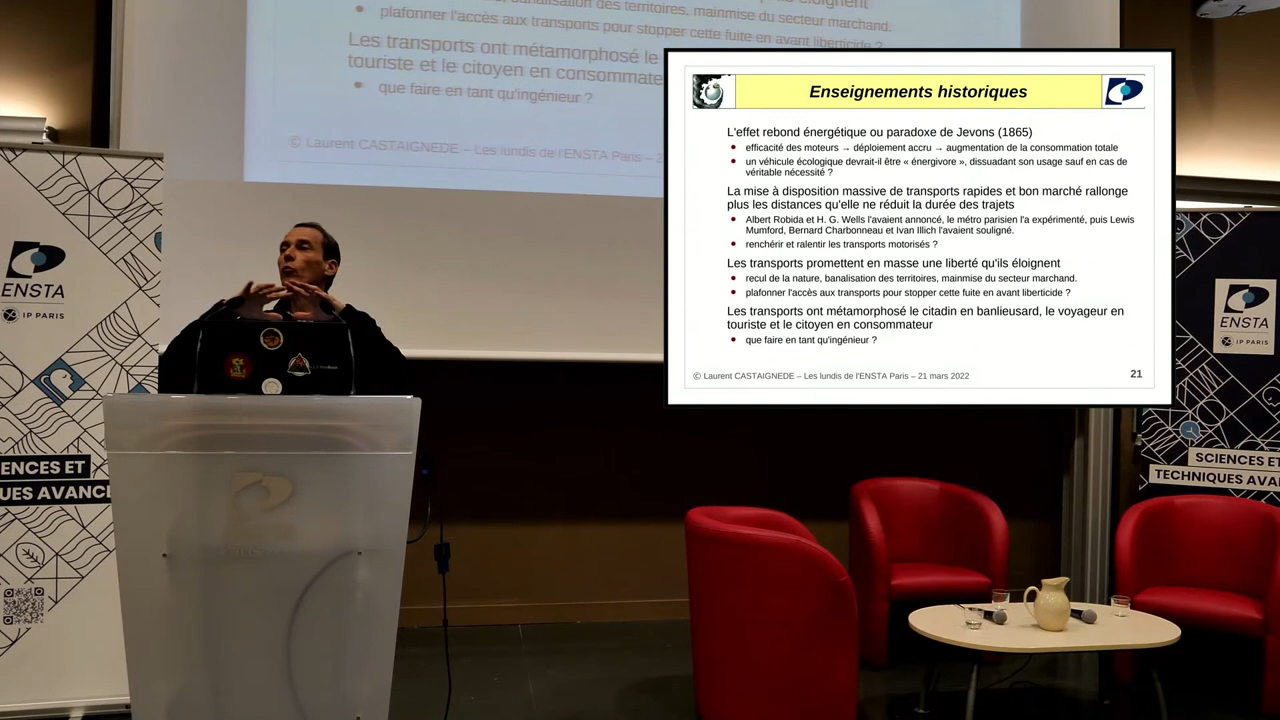 banalisation des territoires, mainmise du secteur marchand.
plafonner l'accès aux transports pour stopper cette fuite en avant liberticide ?
Les transports ont métamorphosé le
touriste et le citoyen en consommate
que faire en tant qu'ingénieur ?
© Laurent CASTAIGNEDE – Les lundis de l'ENSTA Paris – 2
Enseignements historiques
L'effet rebond énergétique ou paradoxe de Jevons (1865)
efficacité des moteurs → déploiement accru → augmentation de la consommation totale
un véhicule écologique devrait-il être « énergivore », dissuadant son usage sauf en cas de
véritable nécessité ?
La mise à disposition massive de transports rapides et bon marché rallonge
plus les distances qu'elle ne réduit la durée des trajets
Albert Robida et H. G. Wells l'avaient annoncé, le métro parisien l'a expérimenté, puis Lewis
Mumford, Bernard Charbonneau et Ivan Illich l'avaient souligné.
renchérir et ralentir les transports motorisés ?
Les transports promettent en masse une liberté qu'ils éloignent
recul de la nature, banalisation des territoires, mainmise du secteur marchand.
plafonner l'accès aux transports pour stopper cette fuite en avant liberticide ?
Les transports ont métamorphosé le citadin en banlieusard, le voyageur en
touriste et le citoyen en consommateur
que faire en tant qu'ingénieur ?
© Laurent CASTAIGNEDE – Les lundis de l'ENSTA Paris – 21 mars 2022
21
ENSTA
IP PARIS
ENCES ET
UES AVANC
ENSTA
IP PARIS
SCIENCES ET
TECHNIQUES AVA